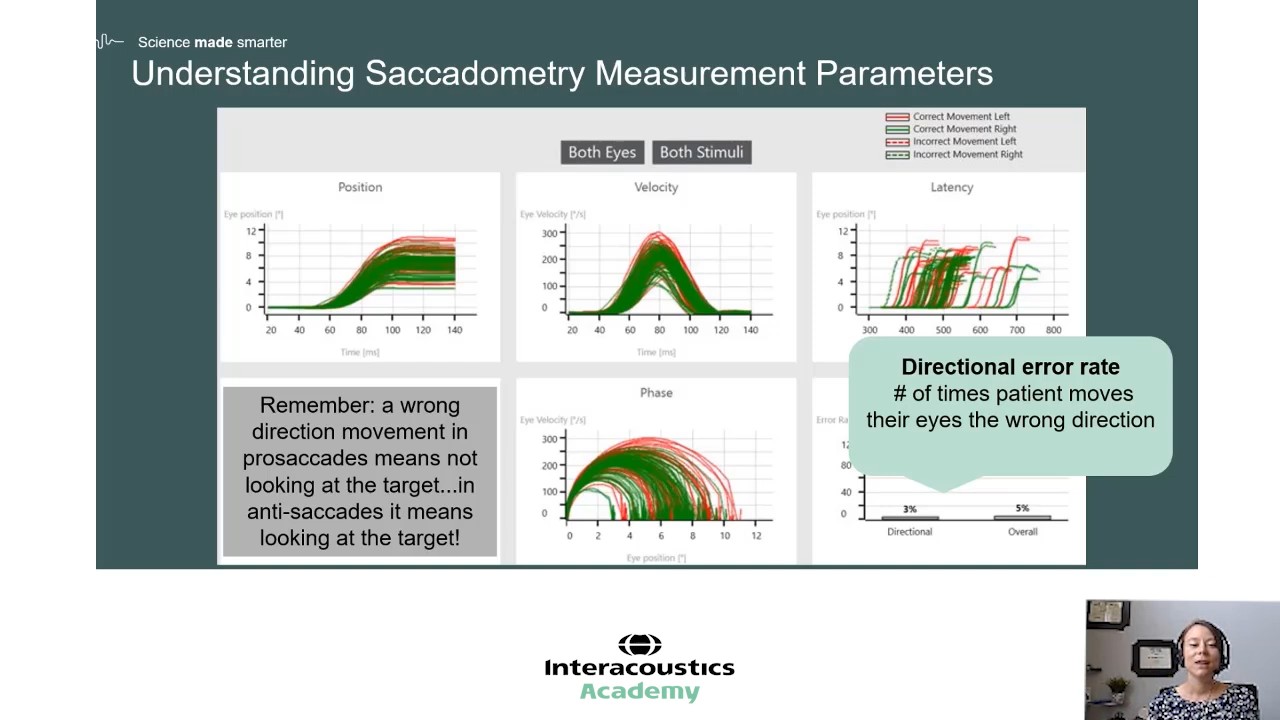 Science made smarter
Understanding Saccadometry Measurement Parameters
Correct Movement Left
Correct Movement Right
Incorrect Movement Left
Incorrect Movement Right
Both Eyes
Both Stimuli
Position
Eye position [°]
12
8
4
0
20 40 60 80 100 120 140
Time [ms]
Velocity
Eye Velocity [°/s]
300
200
100
0
20 40 60 80 100 120 140
Time [ms]
Latency
Eye position [°]
12
8
4
0
300 400 500 600 700 800
Remember: a wrong
direction movement in
prosaccades means not
looking at the target...in
anti-saccades it means
looking at the target!
Phase
Eye Velocity [°/s]
300
200
100
0
0 2 4 6 8 10 12
Eye position [°]
Directional error rate
# of times patient moves
their eyes the wrong direction
Error
80
40
0
3%
5%
Directional
Overall
Interacoustics
Academy